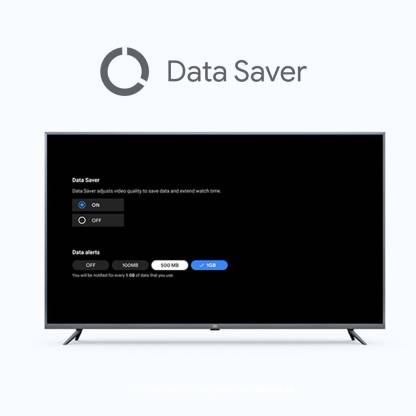 Data Saver
Data Saver
Data Saver adjusts video quality to save data and extend watch time.
ON
OFF
Data alerts
OFF 100MB 500 MB 1GB
You will be notified for every 1 GB of data that you use